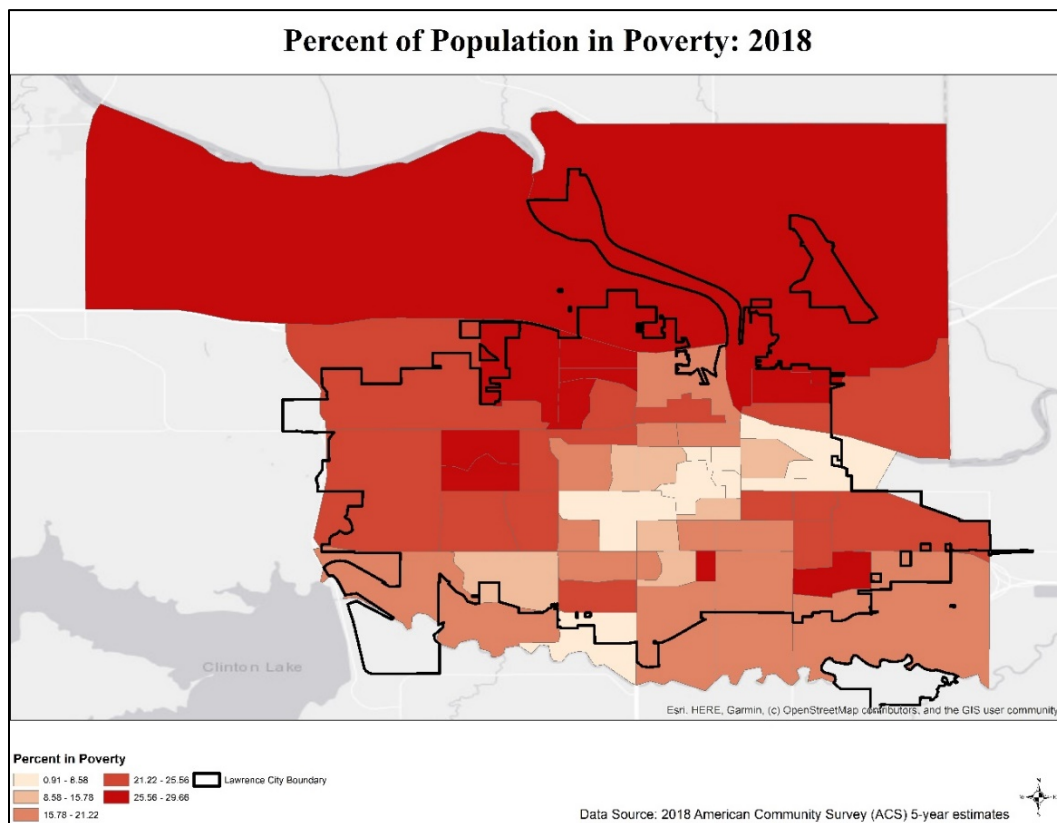 Percent of Population in Poverty: 2018
Clinton Lake
Esri, HERE, Garmin, (c) OpenStreetMap contributors, and the GIS user community
Percent in Poverty
0.91 - 8.58
8.58 - 15.78
15.78 - 21.22
21.22 - 25.56
25.56 - 29.66
Lawrence City Boundary
Data Source: 2018 American Community Survey (ACS) 5-year estimates